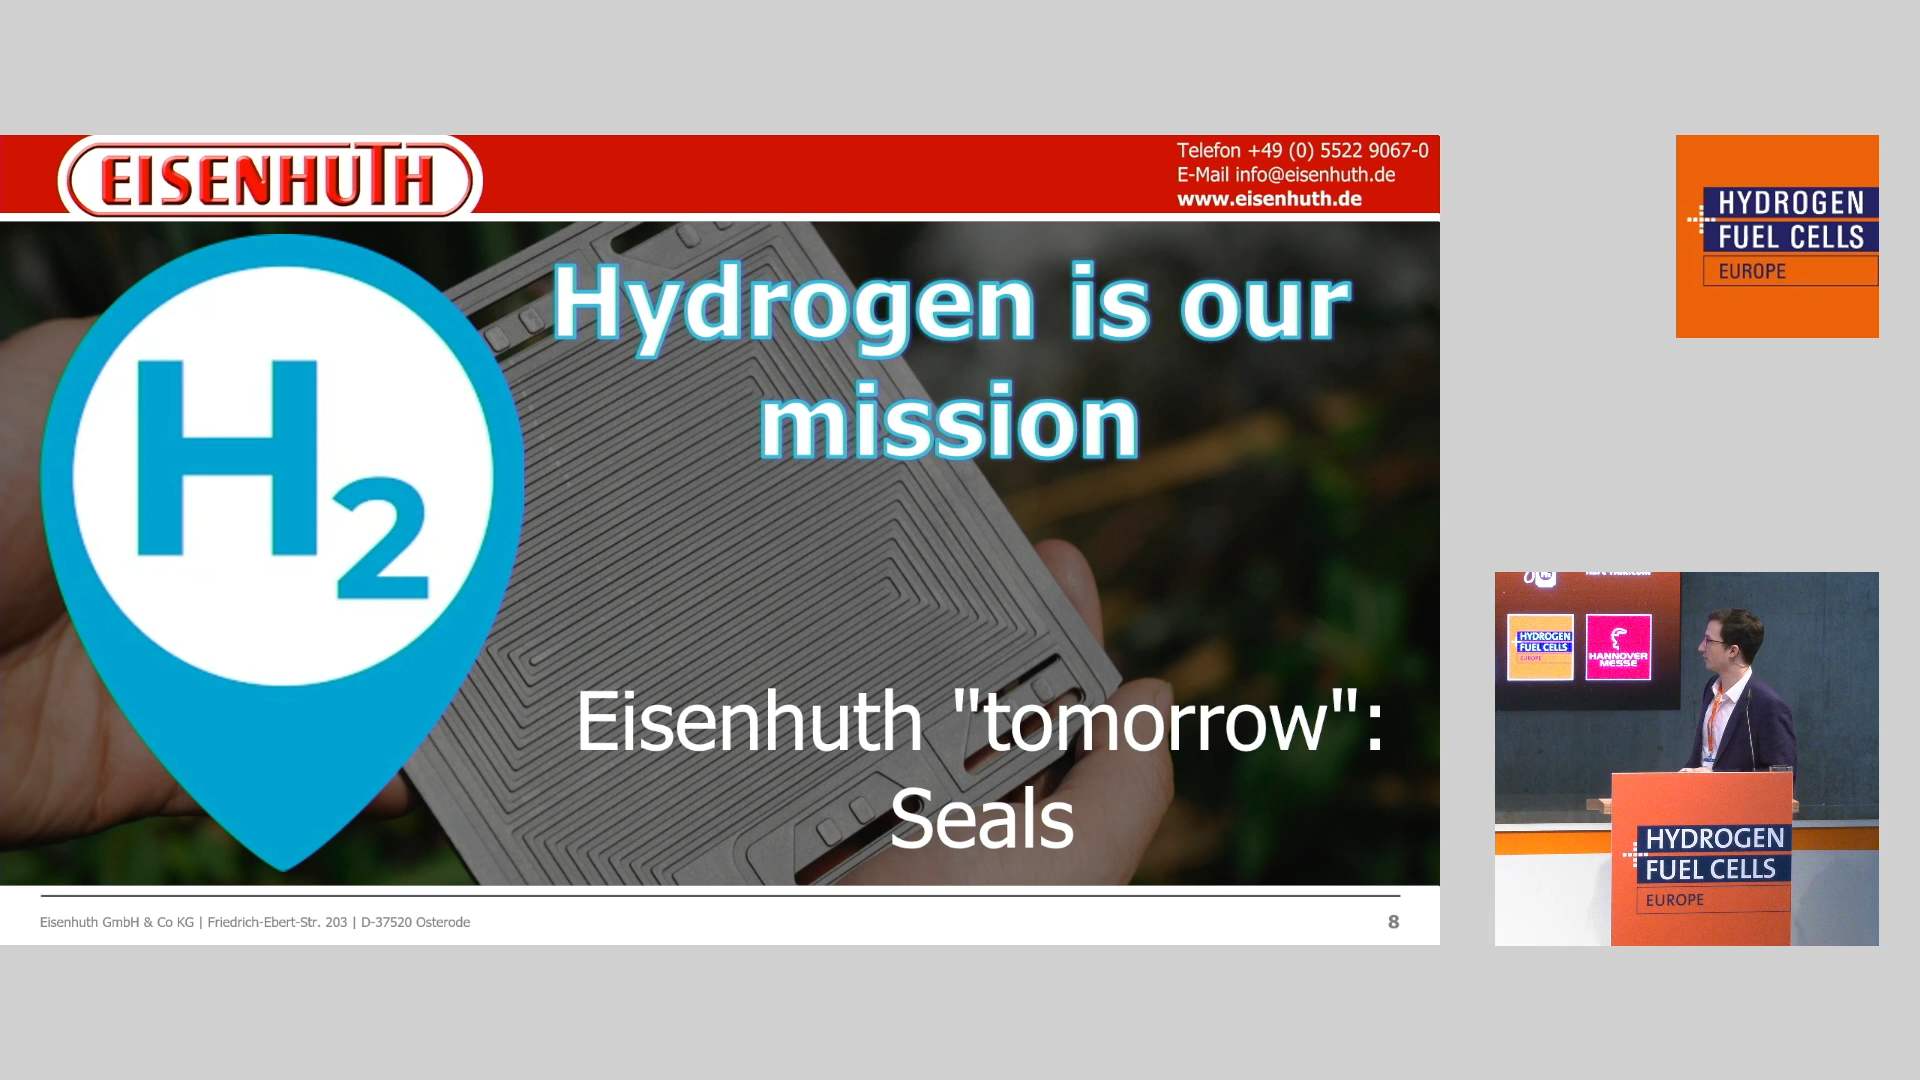 EISENHUTH
Telefon +49 (0) 5522 9067-0
E-Mail info@eisenhuth.de
www.eisenhuth.de
Hydrogen is our
mission
H2
Eisenhuth "tomorrow":
Seals
Eisenhuth GmbH & Co KG | Friedrich-Ebert-Str. 203 | D-37520 Osterode
8
HYDROGEN
FUEL CELLS
EUROPE
HYDROGEN
FUEL CELLS
EUROPE
HANNOVER
MESSE
HYDROGEN
FUEL CELLS
EUROPE